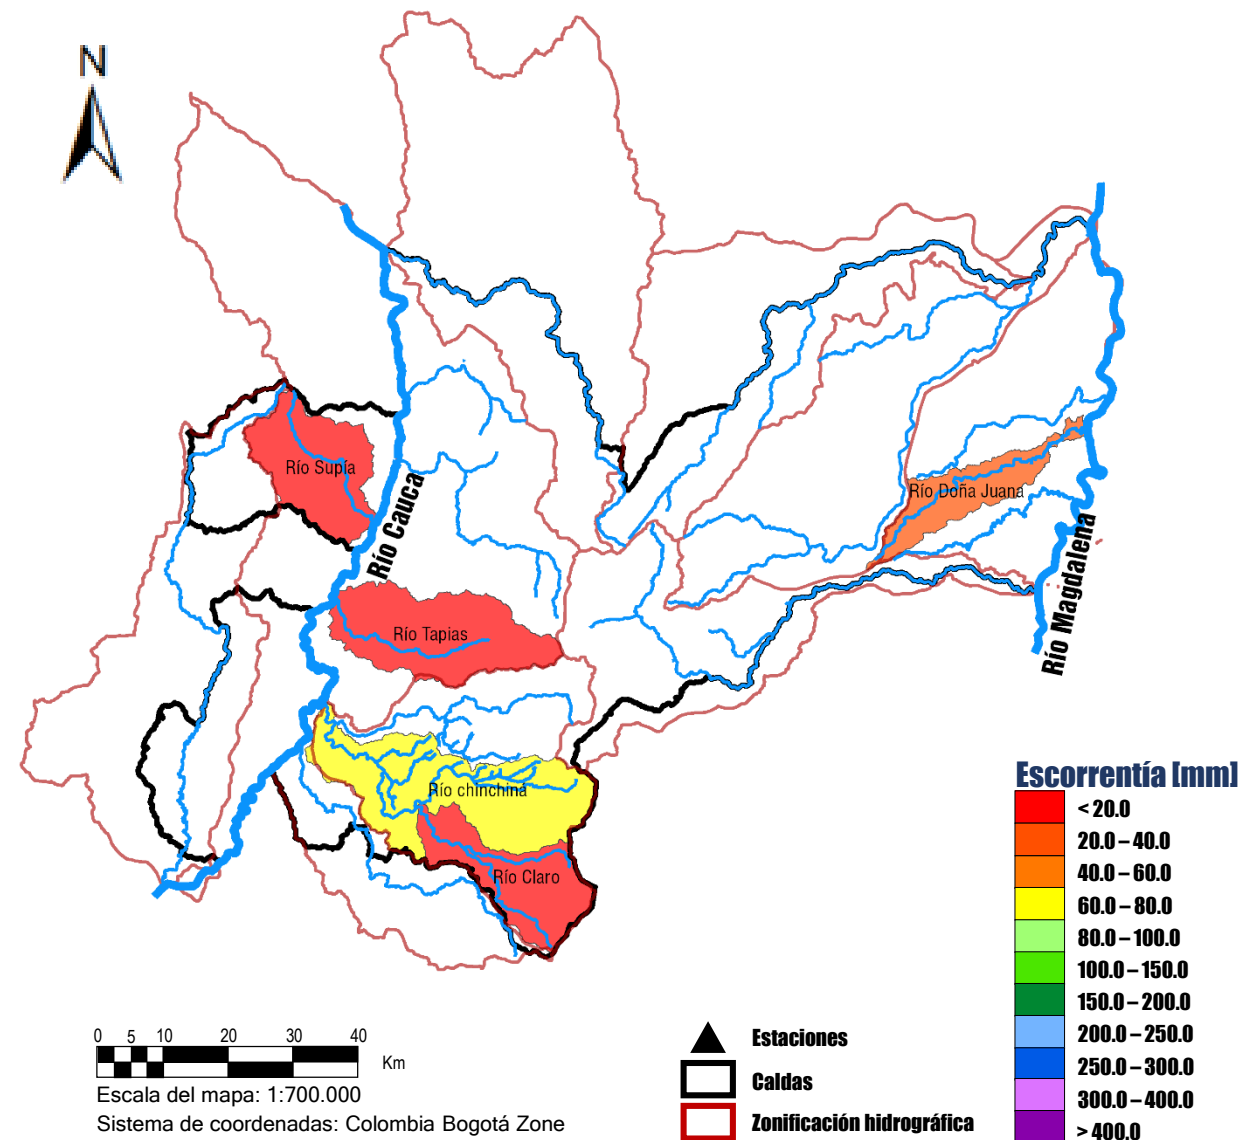 N
Río Supía
Río Cauca
Río Doña Juana
Río Magdalena
Río Tapias
Río chinchiná
Río Claro
Escorrentía [mm]
< 20.0
20.0 – 40.0
40.0 – 60.0
60.0 – 80.0
80.0 – 100.0
100.0 – 150.0
150.0 – 200.0
200.0 – 250.0
250.0 – 300.0
300.0 – 400.0
> 400.0
0 5 10 20 30 40
Km
Escala del mapa: 1:700.000
Sistema de coordenadas: Colombia Bogotá Zone
Estaciones
Caldas
Zonificación hidrográfica